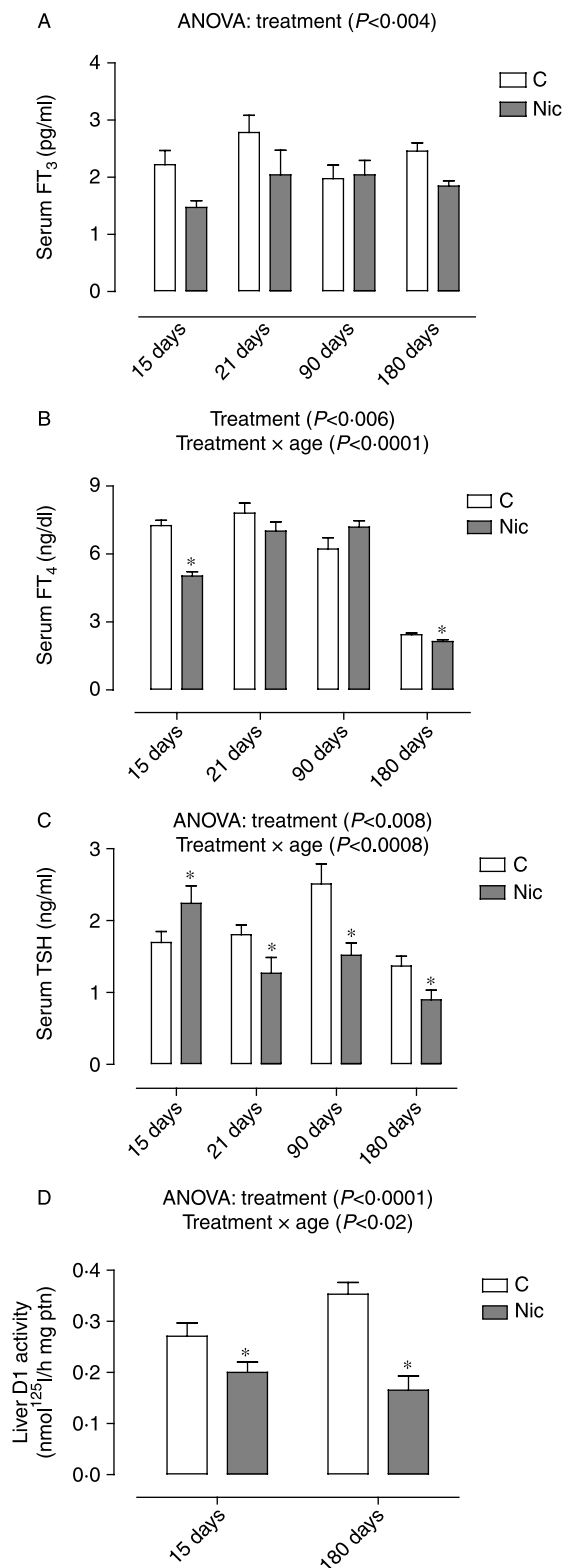 A
ANOVA: treatment (P<0·004)
4
3
2
1
0
Serum FT3 (pg/ml)
C
Nic
15 days
21 days
90 days
180 days
B
Treatment (P<0·006)
Treatment × age (P<0·0001)
9
6
3
0
Serum FT4 (ng/dl)
C
Nic
*
*
15 days
21 days
90 days
180 days
C
ANOVA: treatment (P<0.008)
Treatment × age (P<0.0008)
3
2
1
0
Serum TSH (ng/ml)
C
Nic
*
*
*
*
15 days
21 days
90 days
180 days
D
ANOVA: treatment (P<0·0001)
Treatment × age (P<0·02)
0·4
0·3
0·2
0·1
0·0
Liver D1 activity
(nmol125I/h mg ptn)
C
Nic
*
*
15 days
180 days